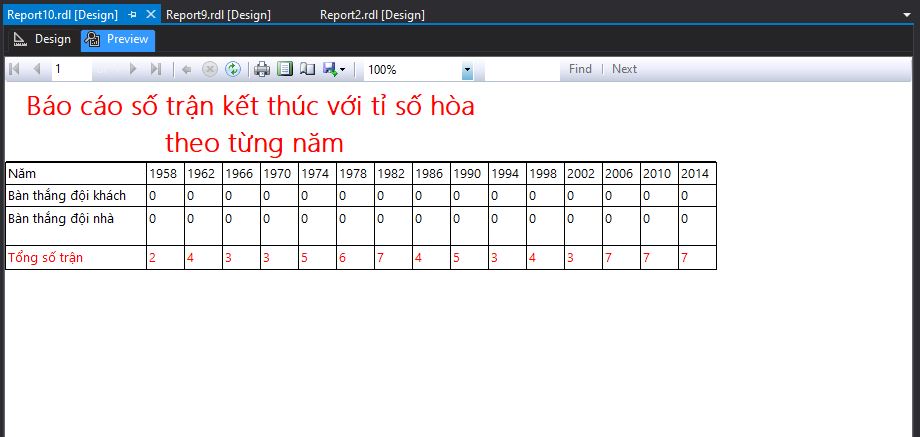 Report10.rdl [Design] Report9.rdl [Design] Report2.rdl [Design]
Design Preview
1 100% Find | Next
Báo cáo số trận kết thúc với tỉ số hòa
theo từng năm
Năm 1958 1962 1966 1970 1974 1978 1982 1986 1990 1994 1998 2002 2006 2010 2014
Bàn thắng đội khách 0 0 0 0 0 0 0 0 0 0 0 0 0 0 0
Bàn thắng đội nhà 0 0 0 0 0 0 0 0 0 0 0 0 0 0 0
Tổng số trận 2 4 3 3 5 6 7 4 5 3 4 3 7 7 7